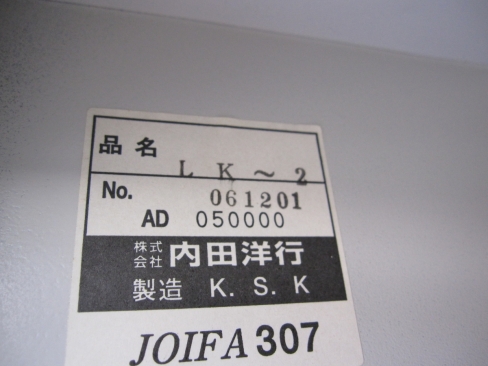 品名 LK～2
No. 061201
AD 050000
株式会社 内田洋行
製造 K.S.K
JOIFA 307